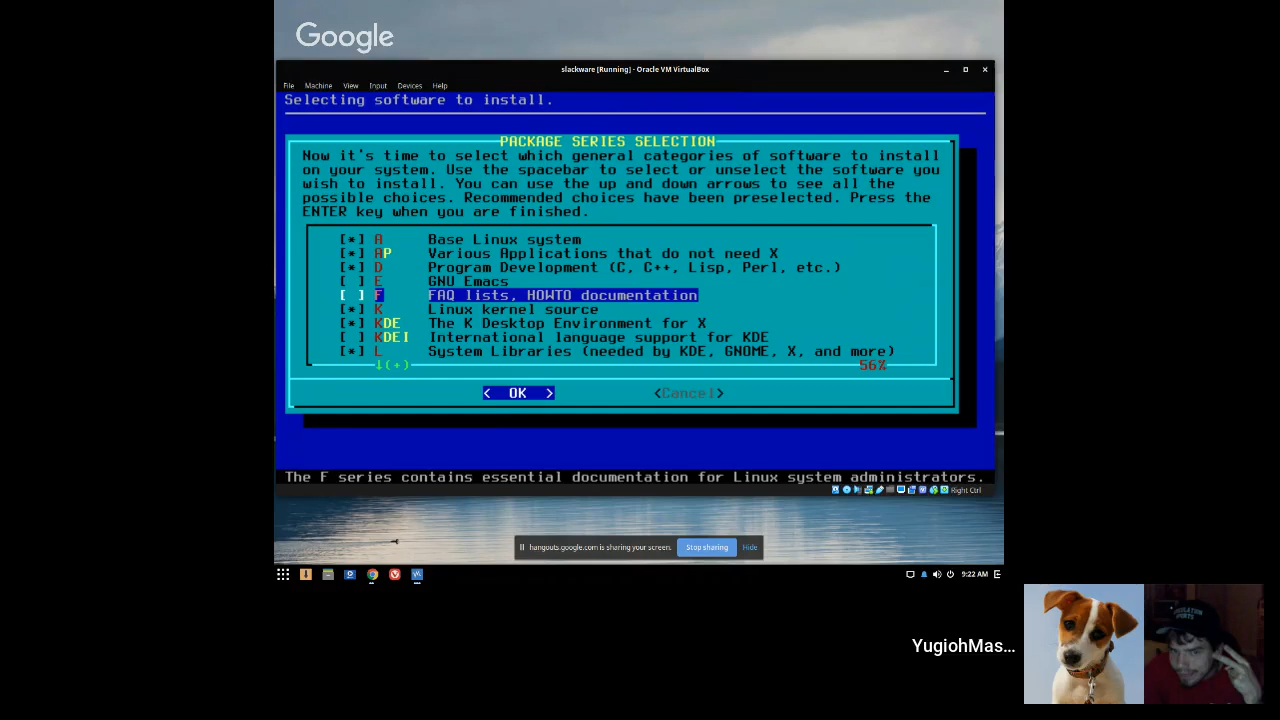 Google
slackware [Running] - Oracle VM VirtualBox
File Machine View Input Devices Help
Selecting software to install.
PACKAGE SERIES SELECTION
Now it's time to select which general categories of software to install
on your system. Use the spacebar to select or unselect the software you
wish to install. You can use the up and down arrows to see all the
possible choices. Recommended choices have been preselected. Press the
ENTER key when you are finished.
[*] A Base Linux system
[*] AP Various Applications that do not need X
[*] D Program Development (C, C++, Lisp, Perl, etc.)
[ ] E GNU Emacs
[ ] F FAQ lists, HOWTO documentation
[*] K Linux kernel source
[*] KDE The K Desktop Environment for X
[ ] KDEI International language support for KDE
[*] L System Libraries (needed by KDE, GNOME, X, and more)
↓(+) 56%
< OK > <Cancel>
The F series contains essential documentation for Linux system administrators.
Right Ctrl
hangouts.google.com is sharing your screen. Stop sharing Hide
9:22 AM
YugiohMas...